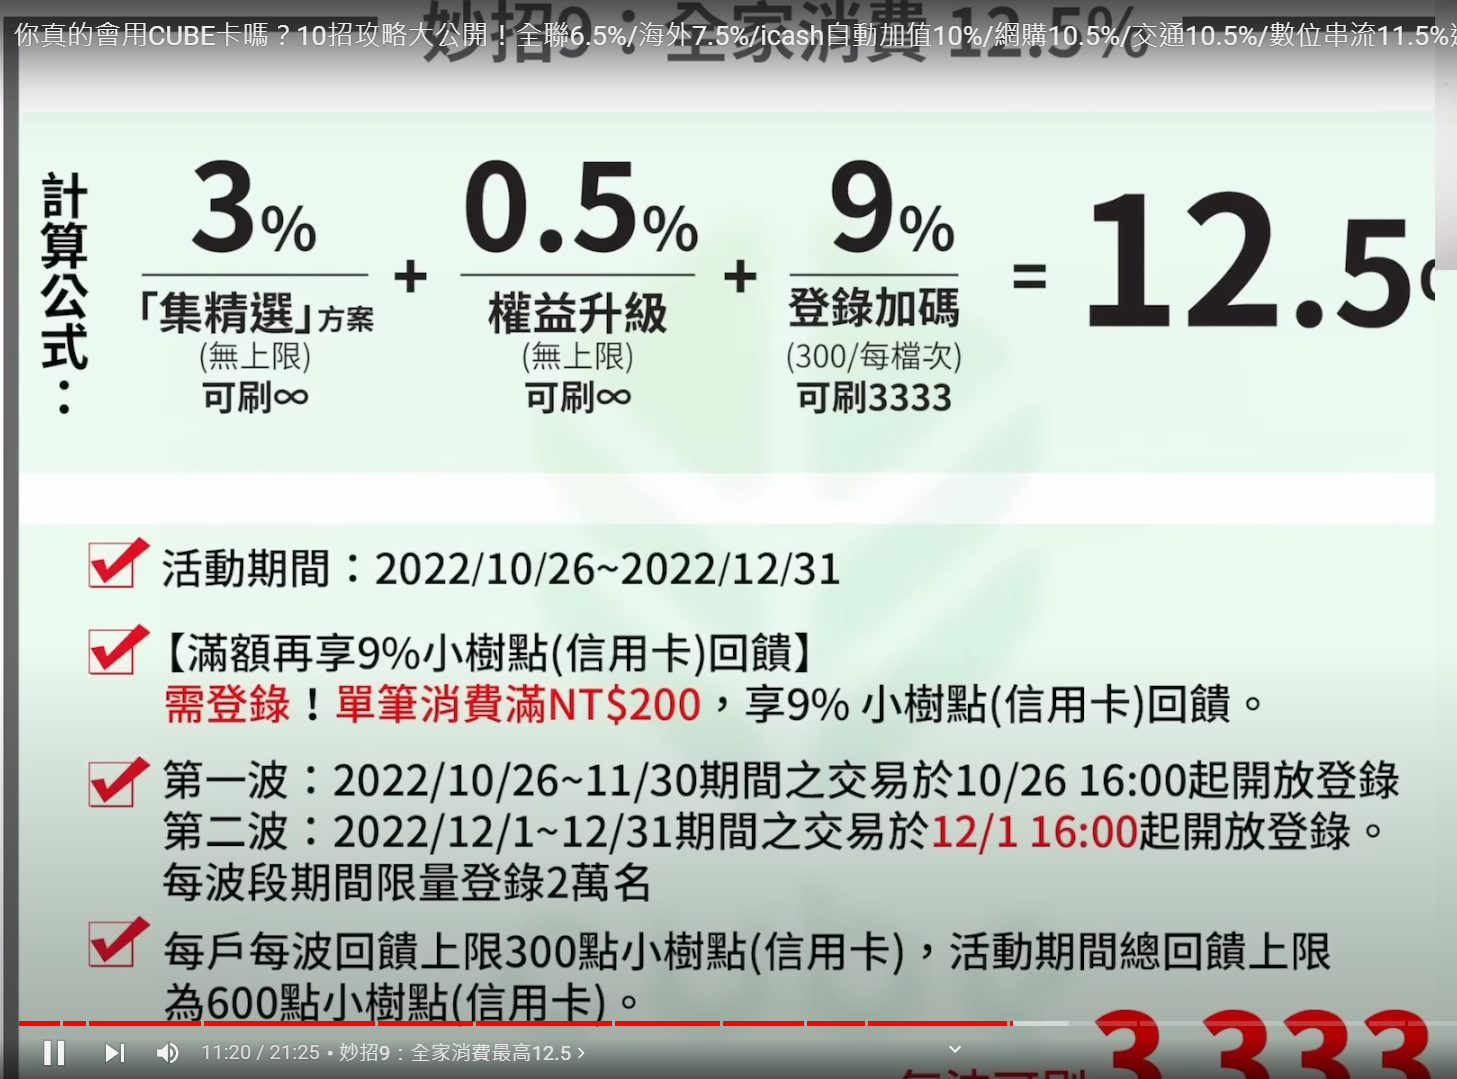 你真的會用CUBE卡嗎？10招攻略大公開！全聯6.5%/海外7.5%/icash自動加值10%/網購10.5%/交通10.5%/數位串流11.5%
妙招9：全家消費 12.5%
計算公式：
3% + 0.5% + 9% = 12.5
「集精選」方案 權益升級 登錄加碼
(無上限) (無上限) (300/每檔次)
可刷∞ 可刷∞ 可刷3333
活動期間：2022/10/26~2022/12/31
【滿額再享9%小樹點(信用卡)回饋】
需登錄！單筆消費滿NT$200，享9% 小樹點(信用卡)回饋。
第一波：2022/10/26~11/30期間之交易於10/26 16:00起開放登錄
第二波：2022/12/1~12/31期間之交易於12/1 16:00起開放登錄。
每波段期間限量登錄2萬名
每戶每波回饋上限300點小樹點(信用卡)，活動期間總回饋上限
為600點小樹點(信用卡)。
3,333
11:20 / 21:25 • 妙招9：全家消費最高12.5 >